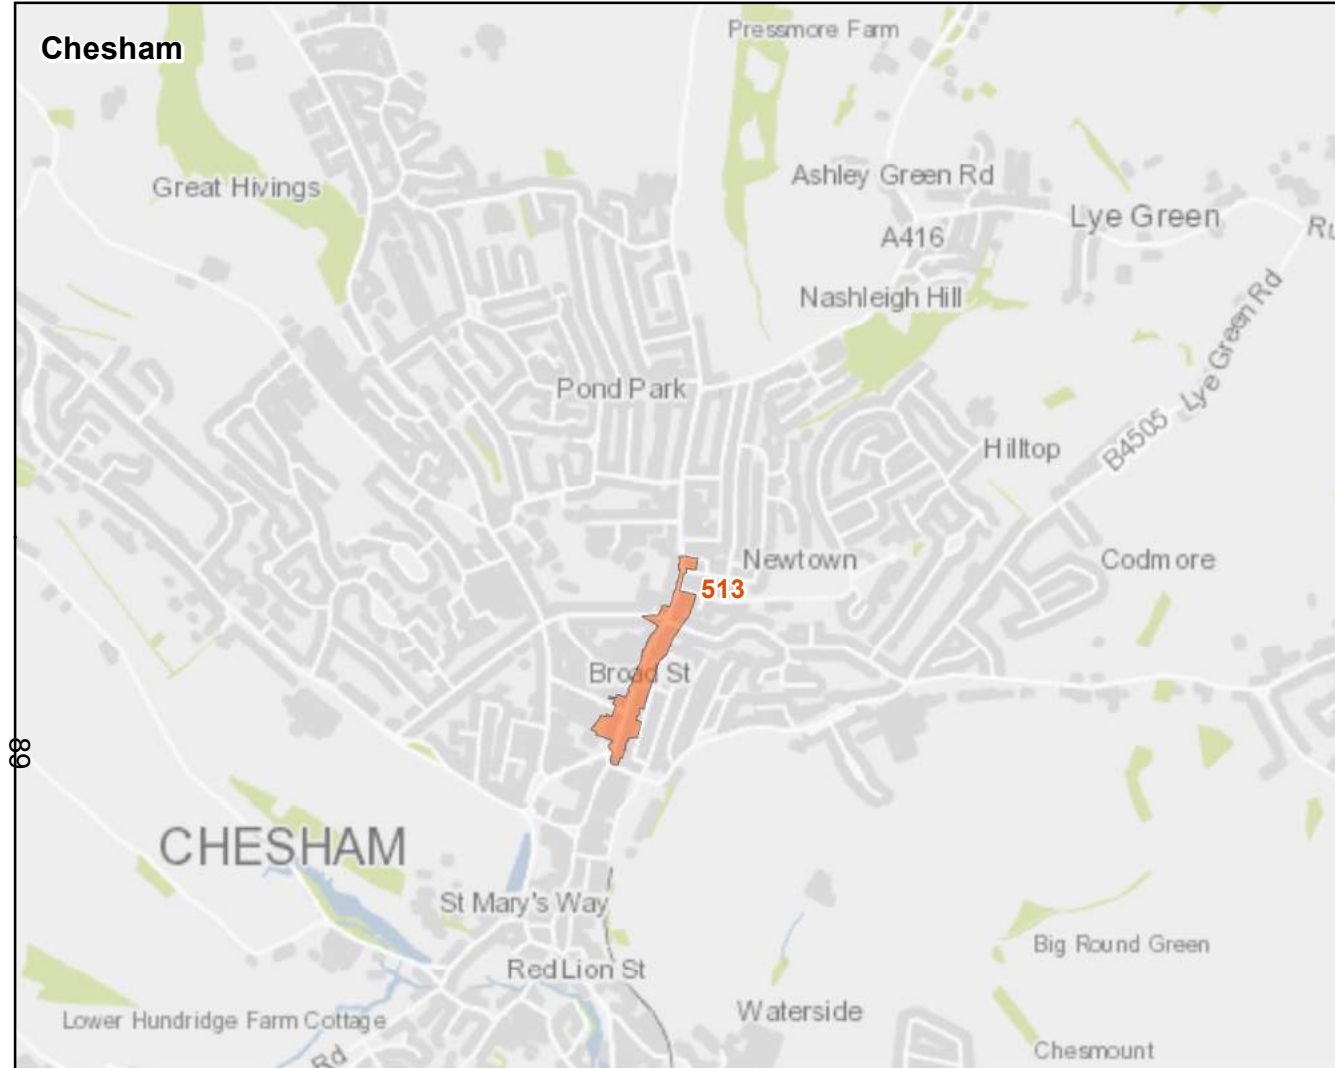 Chesham
Pressmore Farm
Great Hivings
Ashley Green Rd
Lye Green
A416
Nashleigh Hill
Lye Green Rd
B4505
Pond Park
Hilltop
Newtown
Codmore
513
Broad St
89
CHESHAM
St Mary's Way
Red Lion St
Big Round Green
Waterside
Lower Hundridge Farm Cottage
Rd
Chesmount